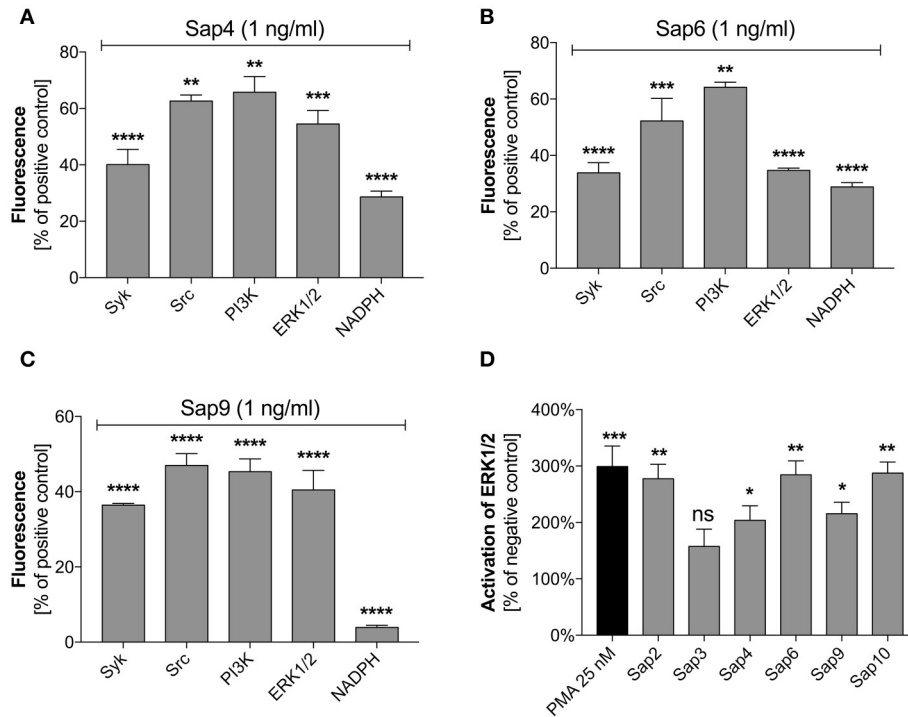 A
Sap4 (1 ng/ml)
Fluorescence
[% of positive control]
80
60
40
20
0
****
**
**
***
****
Syk
Src
PI3K
ERK1/2
NADPH
B
Sap6 (1 ng/ml)
Fluorescence
[% of positive control]
80
60
40
20
0
****
***
**
****
****
Syk
Src
PI3K
ERK1/2
NADPH
C
Sap9 (1 ng/ml)
Fluorescence
[% of positive control]
60
40
20
0
****
****
****
****
****
Syk
Src
PI3K
ERK1/2
NADPH
D
Activation of ERK1/2
[% of negative control]
400%
300%
200%
100%
0%
***
**
ns
*
**
*
**
PMA 25 nM
Sap2
Sap3
Sap4
Sap6
Sap9
Sap10